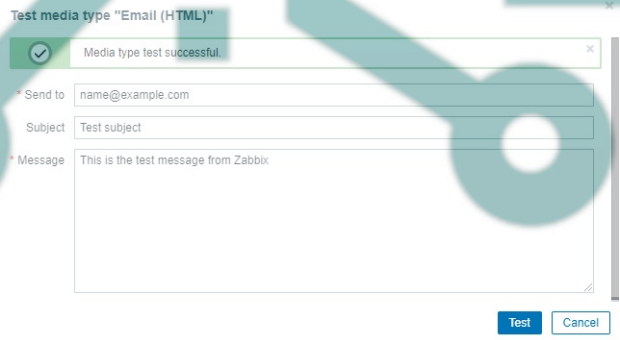 Test media type "Email (HTML)"
Media type test successful.
* Send to name@example.com
Subject Test subject
* Message This is the test message from Zabbix
Test Cancel